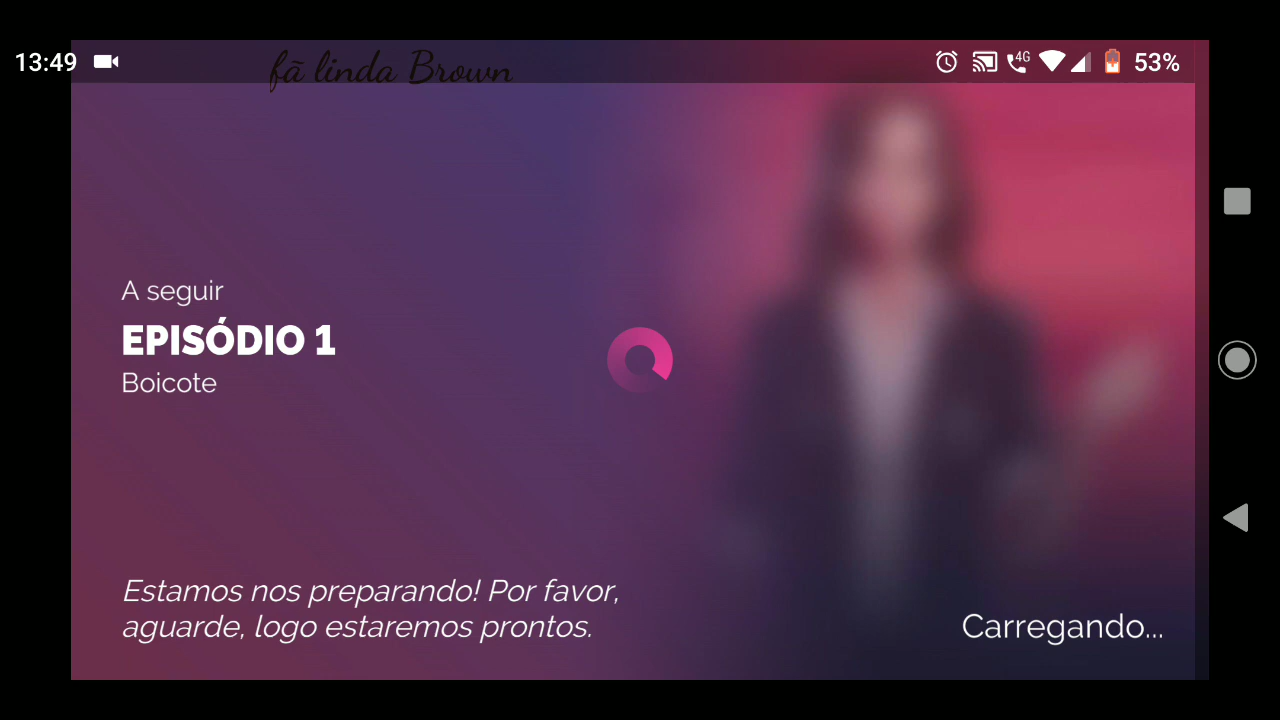 13:49
fã linda Brown
4G
53%
A seguir
EPISÓDIO 1
Boicote
Estamos nos preparando! Por favor,
aguarde, logo estaremos prontos.
Carregando...